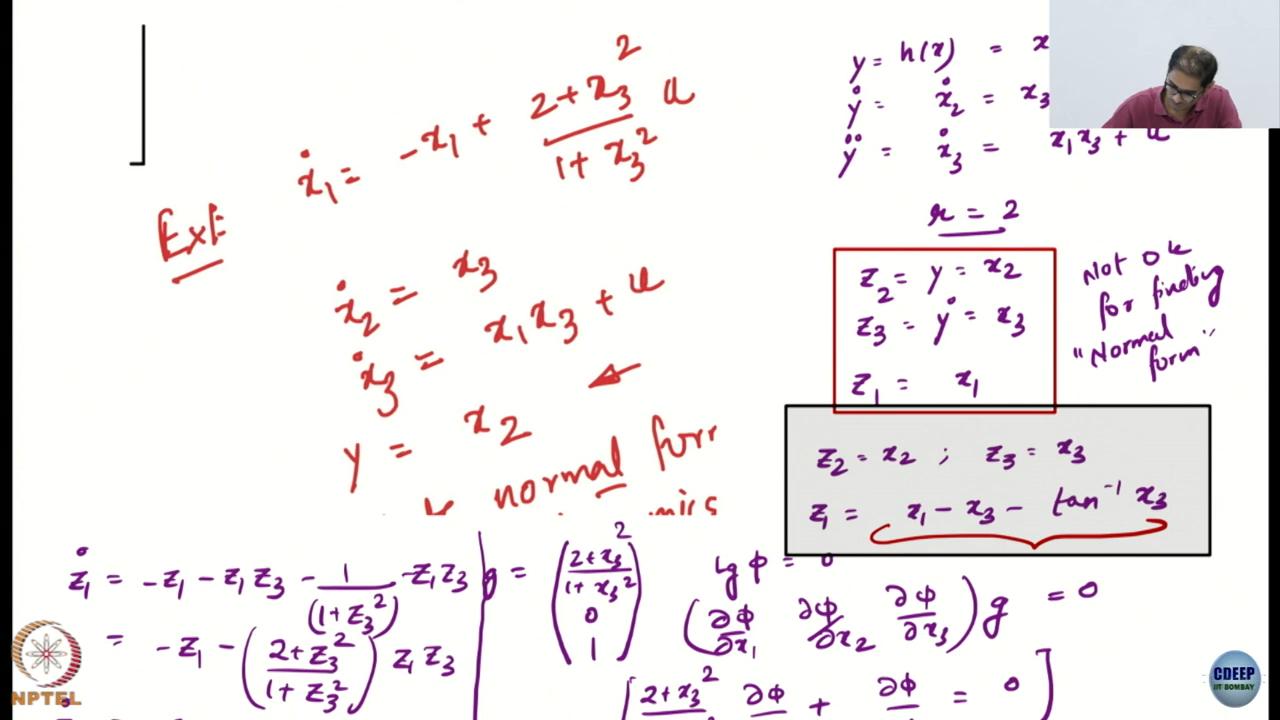 ẋ₁ = -x₁ + (2+x₃²)/(1+x₃²) u
Ex:
ẋ₂ = x₃
ẋ₃ = x₁x₃ + u
y = x₂
normal form
y = h(x) = x
ẏ = ẋ₂ = x₃
ÿ = ẋ₃ = x₁x₃ + u
r = 2
z₂ = y = x₂
z₃ = ẏ = x₃
z₁ = x₁
Not ok
for finding
"Normal
form"
z₂ = x₂ ; z₃ = x₃
z₁ = x₁ - x₃ - tan⁻¹ x₃
ż₁ = -z₁ - z₁z₃ - 1/(1+z₃²) - z₁z₃
= -z₁ - ((2+z₃²)/(1+z₃²)) z₁z₃
g = ((2+x₃²)/(1+x₃²) 0 1)
Lgφ = 0
(∂φ/∂x₁ ∂φ/∂x₂ ∂φ/∂x₃) g = 0
[2+x₃² ∂φ + ∂φ = 0]
NPTEL
CDEEP
IIT BOMBAY